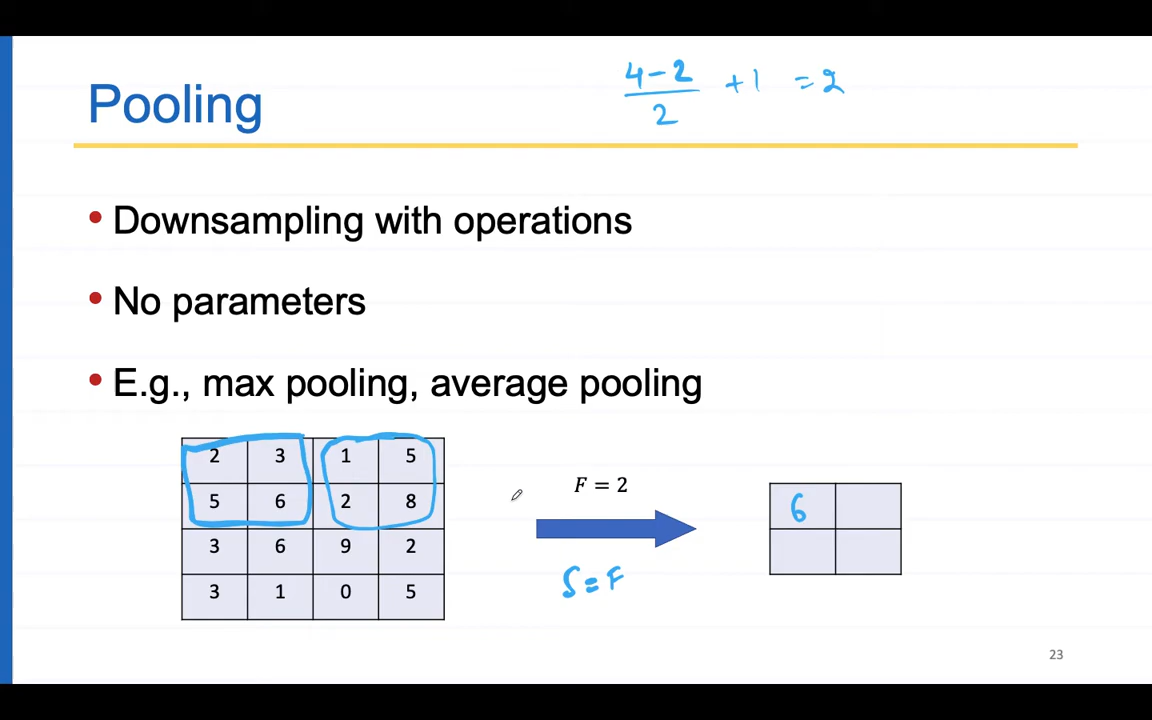 4-2
2
+1 =2
Pooling
• Downsampling with operations
• No parameters
• E.g., max pooling, average pooling
2 3 1 5
5 6 2 8
3 6 9 2
3 1 0 5
F = 2
S=F
6
23